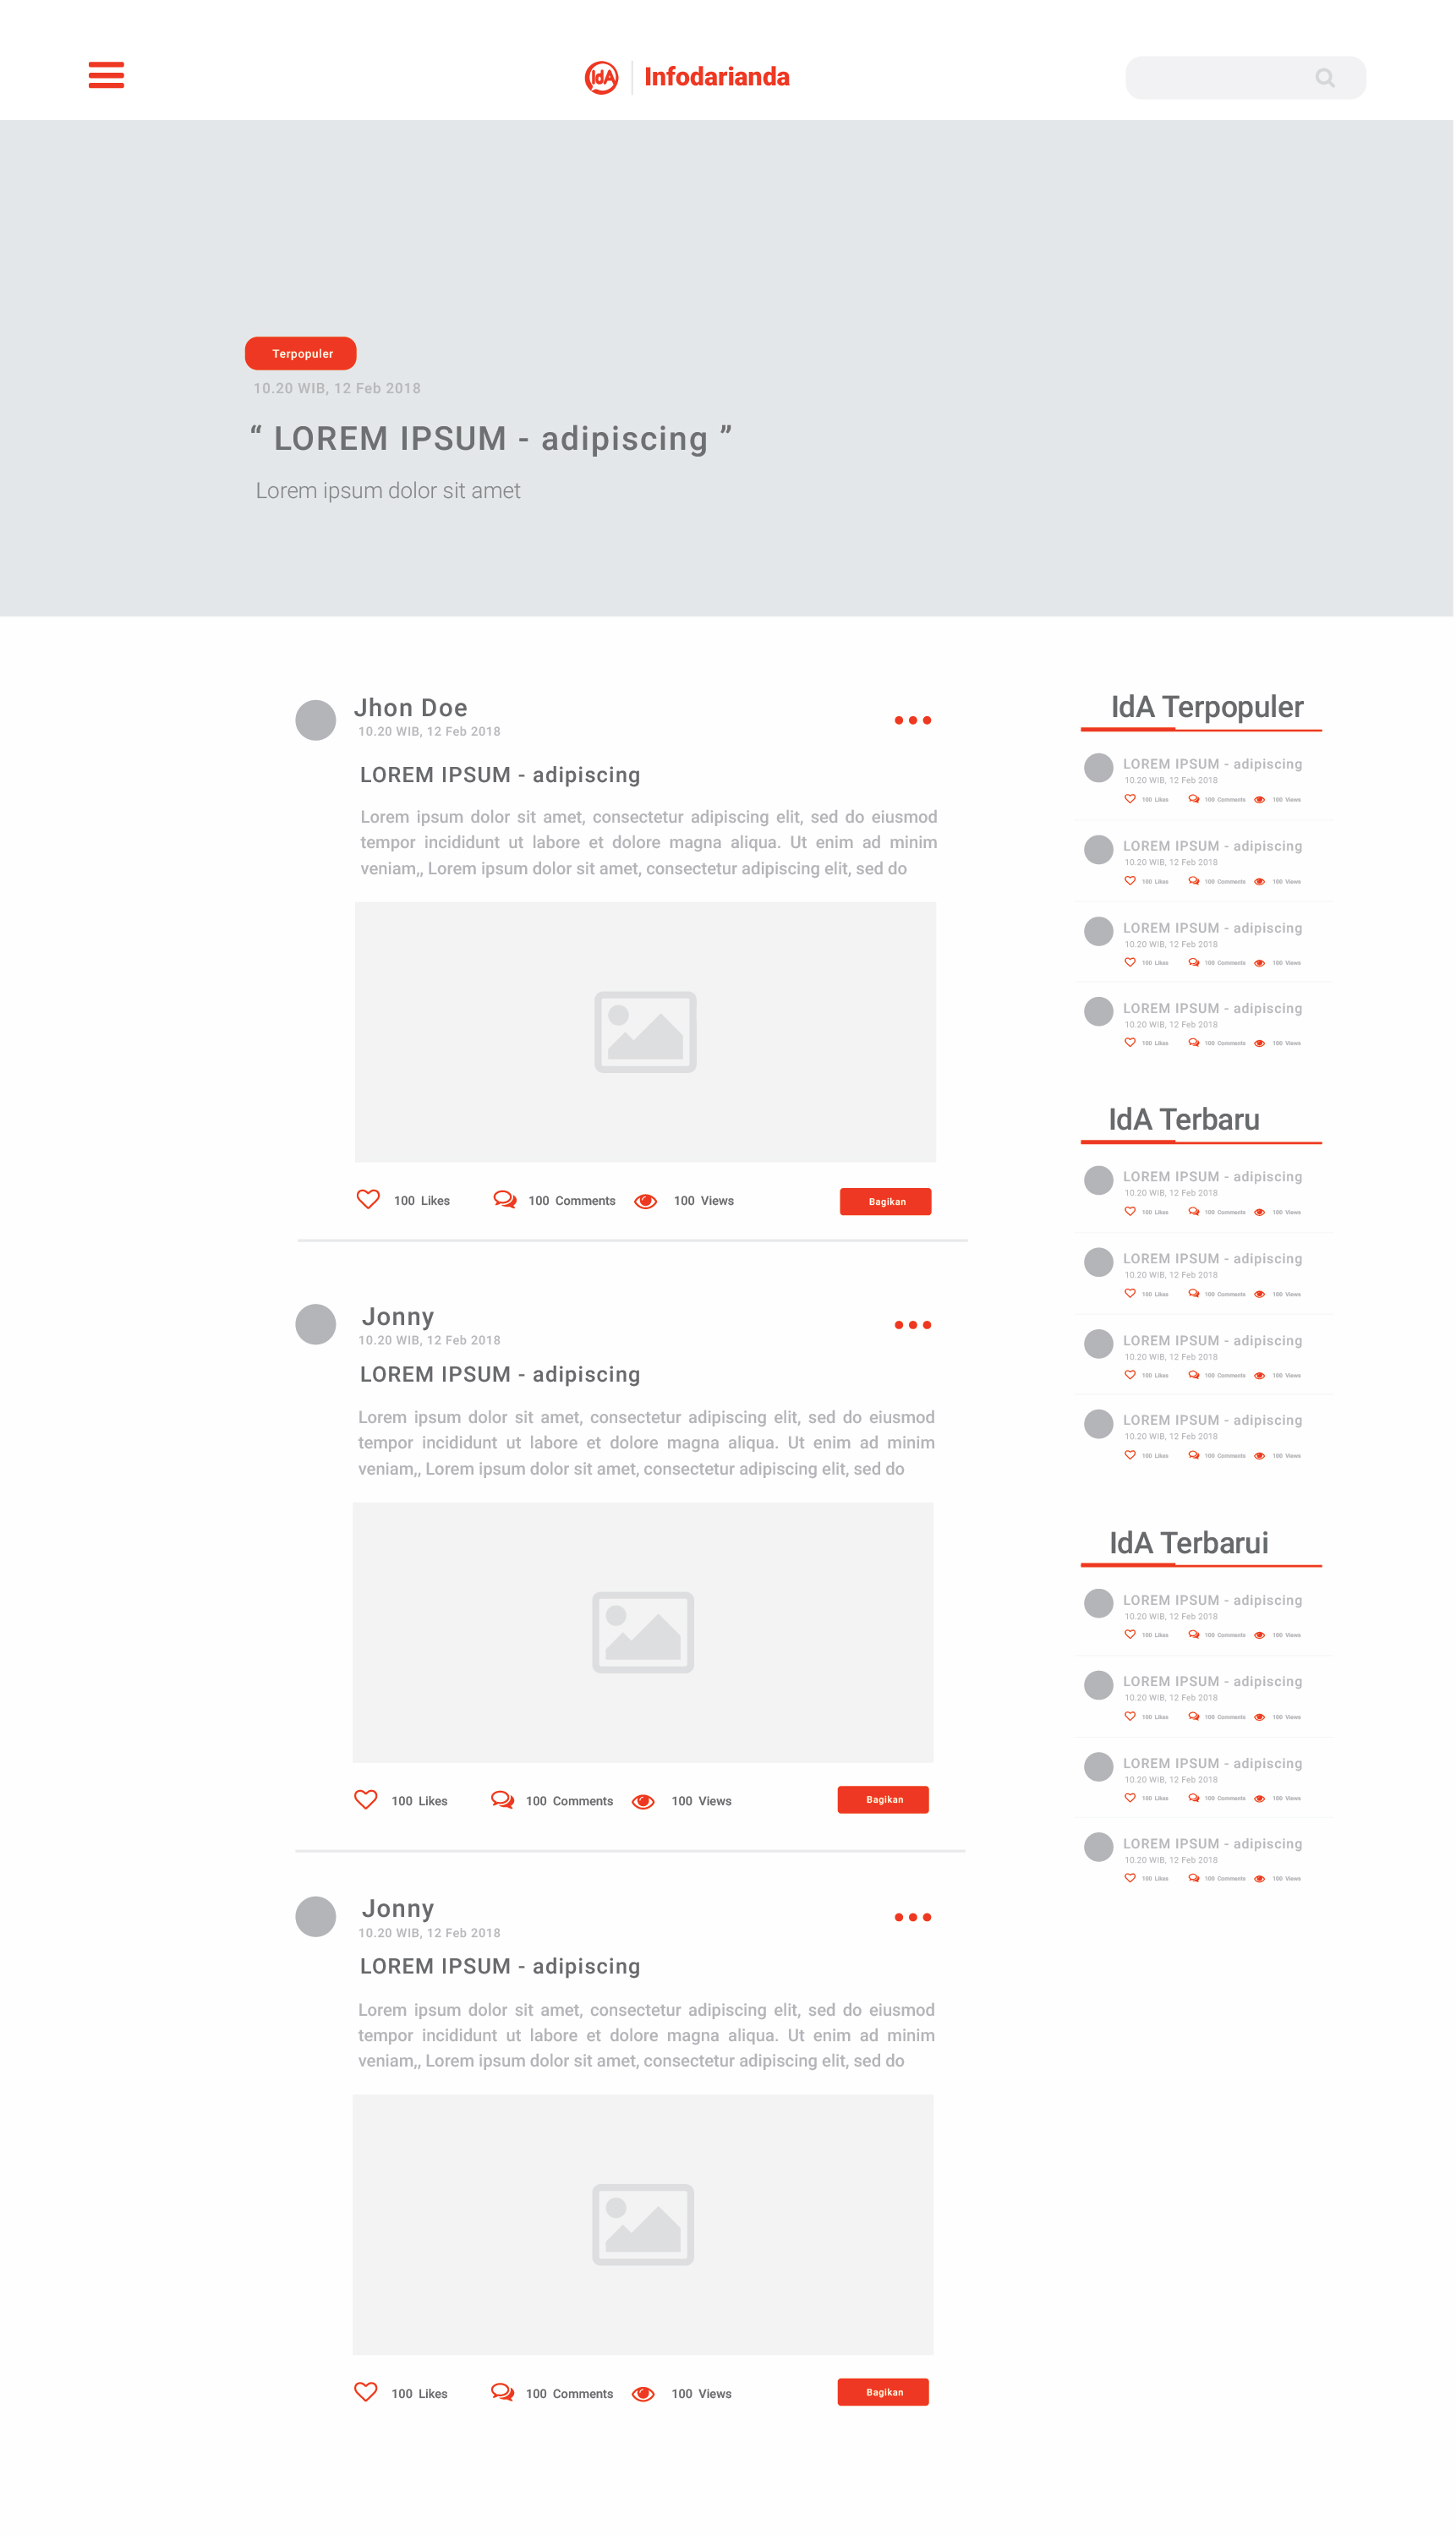 IdA
Infodarianda
Terpopuler
10.20 WIB, 12 Feb 2018
“ LOREM IPSUM - adipiscing ”
Lorem ipsum dolor sit amet
Jhon Doe
10.20 WIB, 12 Feb 2018
LOREM IPSUM - adipiscing
Lorem ipsum dolor sit amet, consectetur adipiscing elit, sed do eiusmod
tempor incididunt ut labore et dolore magna aliqua. Ut enim ad minim
veniam,, Lorem ipsum dolor sit amet, consectetur adipiscing elit, sed do
100 Likes 100 Comments 100 Views Bagikan
Jonny
10.20 WIB, 12 Feb 2018
LOREM IPSUM - adipiscing
Lorem ipsum dolor sit amet, consectetur adipiscing elit, sed do eiusmod
tempor incididunt ut labore et dolore magna aliqua. Ut enim ad minim
veniam,, Lorem ipsum dolor sit amet, consectetur adipiscing elit, sed do
100 Likes 100 Comments 100 Views Bagikan
Jonny
10.20 WIB, 12 Feb 2018
LOREM IPSUM - adipiscing
Lorem ipsum dolor sit amet, consectetur adipiscing elit, sed do eiusmod
tempor incididunt ut labore et dolore magna aliqua. Ut enim ad minim
veniam,, Lorem ipsum dolor sit amet, consectetur adipiscing elit, sed do
100 Likes 100 Comments 100 Views Bagikan
IdA Terpopuler
LOREM IPSUM - adipiscing
10.20 WIB, 12 Feb 2018
100 Likes 100 Comments 100 Views
LOREM IPSUM - adipiscing
10.20 WIB, 12 Feb 2018
100 Likes 100 Comments 100 Views
LOREM IPSUM - adipiscing
10.20 WIB, 12 Feb 2018
100 Likes 100 Comments 100 Views
LOREM IPSUM - adipiscing
10.20 WIB, 12 Feb 2018
100 Likes 100 Comments 100 Views
IdA Terbaru
LOREM IPSUM - adipiscing
10.20 WIB, 12 Feb 2018
100 Likes 100 Comments 100 Views
LOREM IPSUM - adipiscing
10.20 WIB, 12 Feb 2018
100 Likes 100 Comments 100 Views
LOREM IPSUM - adipiscing
10.20 WIB, 12 Feb 2018
100 Likes 100 Comments 100 Views
LOREM IPSUM - adipiscing
10.20 WIB, 12 Feb 2018
100 Likes 100 Comments 100 Views
IdA Terbarui
LOREM IPSUM - adipiscing
10.20 WIB, 12 Feb 2018
100 Likes 100 Comments 100 Views
LOREM IPSUM - adipiscing
10.20 WIB, 12 Feb 2018
100 Likes 100 Comments 100 Views
LOREM IPSUM - adipiscing
10.20 WIB, 12 Feb 2018
100 Likes 100 Comments 100 Views
LOREM IPSUM - adipiscing
10.20 WIB, 12 Feb 2018
100 Likes 100 Comments 100 Views